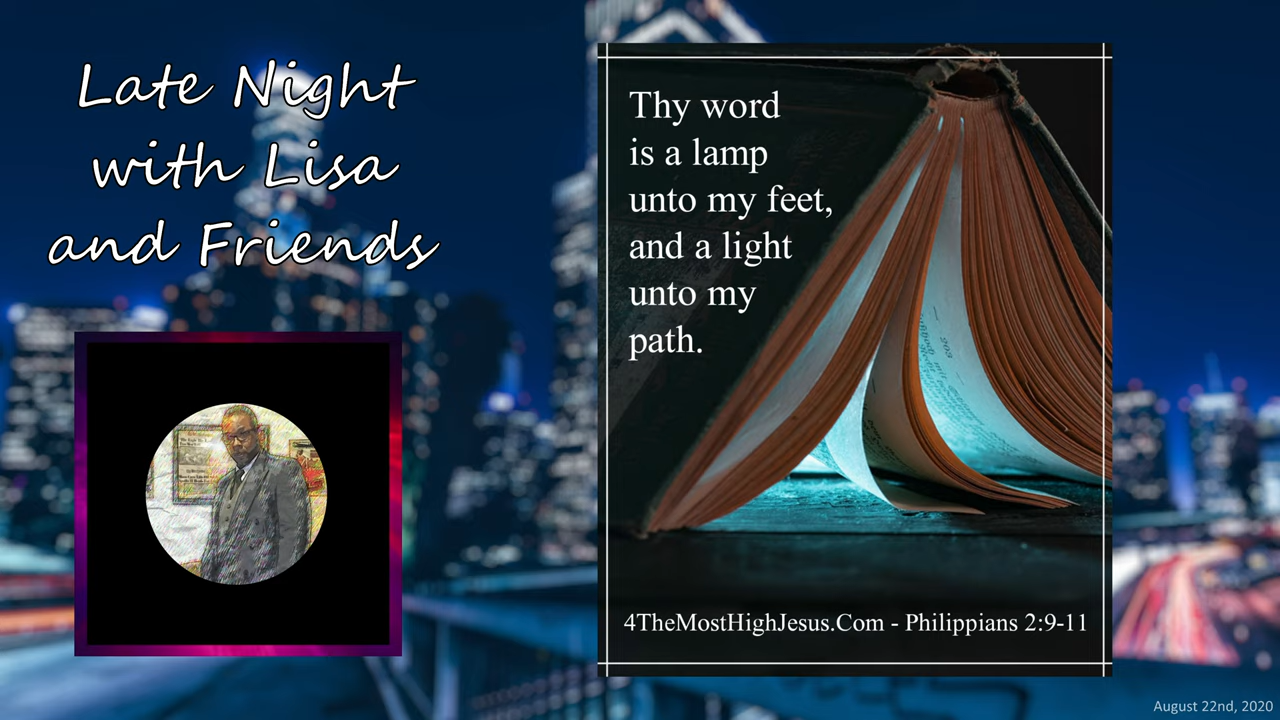 Late Night
with Lisa
and Friends
Thy word
is a lamp
unto my feet,
and a light
unto my
path.
4TheMostHighJesus.Com - Philippians 2:9-11
August 22nd, 2020